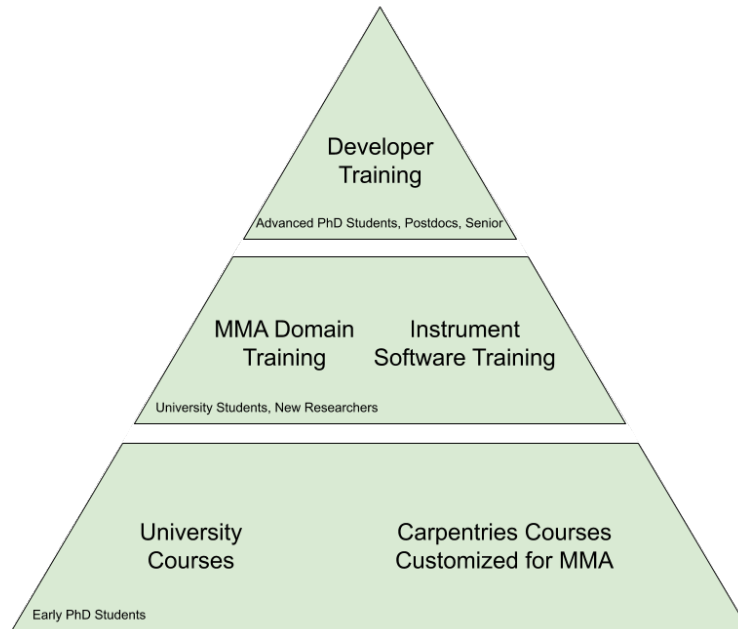 Developer
Training
Advanced PhD Students, Postdocs, Senior
MMA Domain
Training
Instrument
Software Training
University Students, New Researchers
University
Courses
Carpentries Courses
Customized for MMA
Early PhD Students